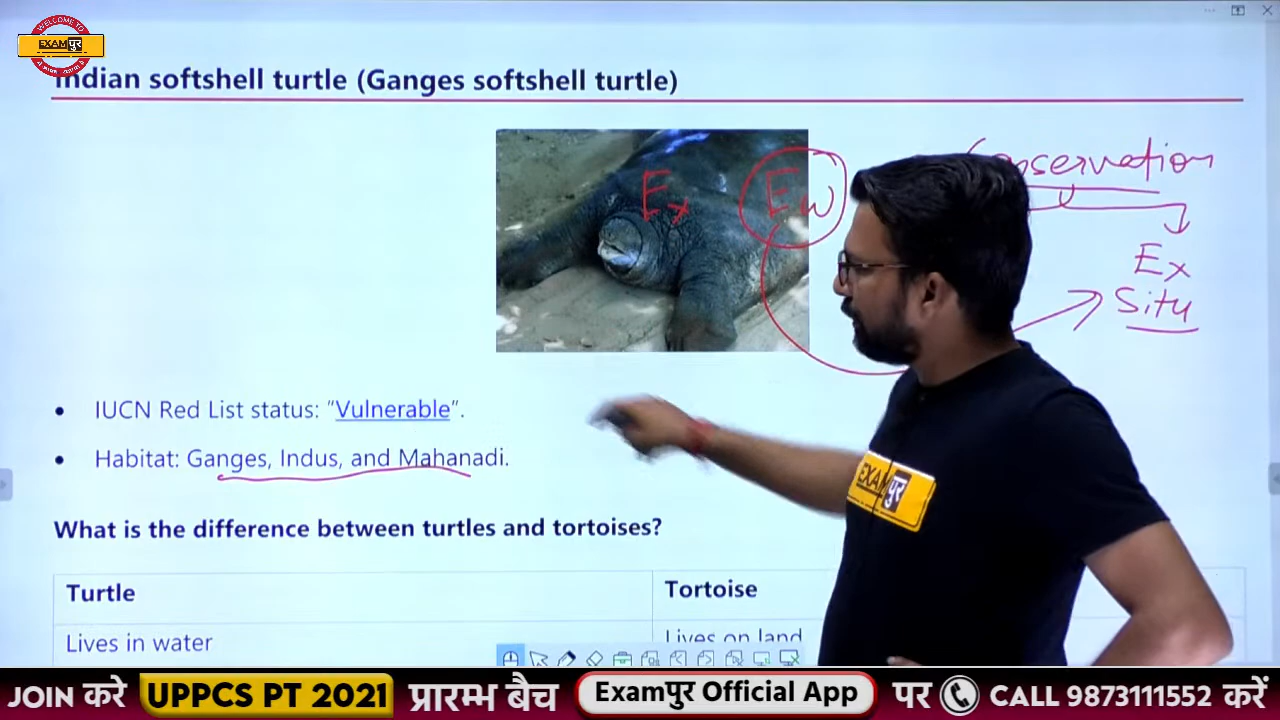 WELCOME TO
EXAMपुर
Indian softshell turtle (Ganges softshell turtle)
Conservation
Ex
Ew
Ex
Situ
• IUCN Red List status: “Vulnerable”.
• Habitat: Ganges, Indus, and Mahanadi.
EXAMपुर
What is the difference between turtles and tortoises?
Turtle
Tortoise
Lives in water
Lives on land
JOIN करे UPPCS PT 2021 प्रारम्भ बैच Examपुर Official App पर CALL 9873111552 करें